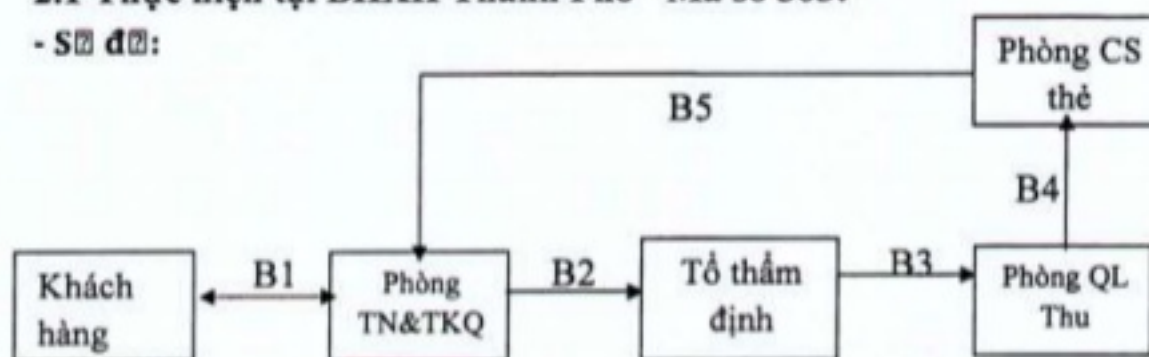 - S đ:
Phòng CS
thẻ
B5
B4
Khách
hàng
B1
Phòng
TN&TKQ
B2
Tổ thẩm
định
B3
Phòng QL
Thu